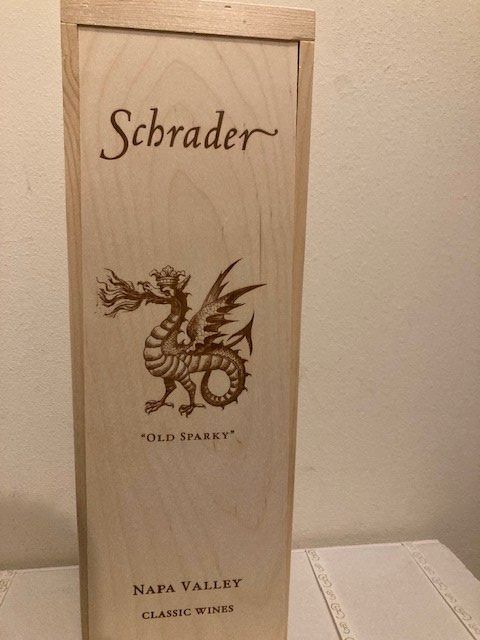 Schrader
"OLD SPARKY"
NAPA VALLEY
CLASSIC WINES